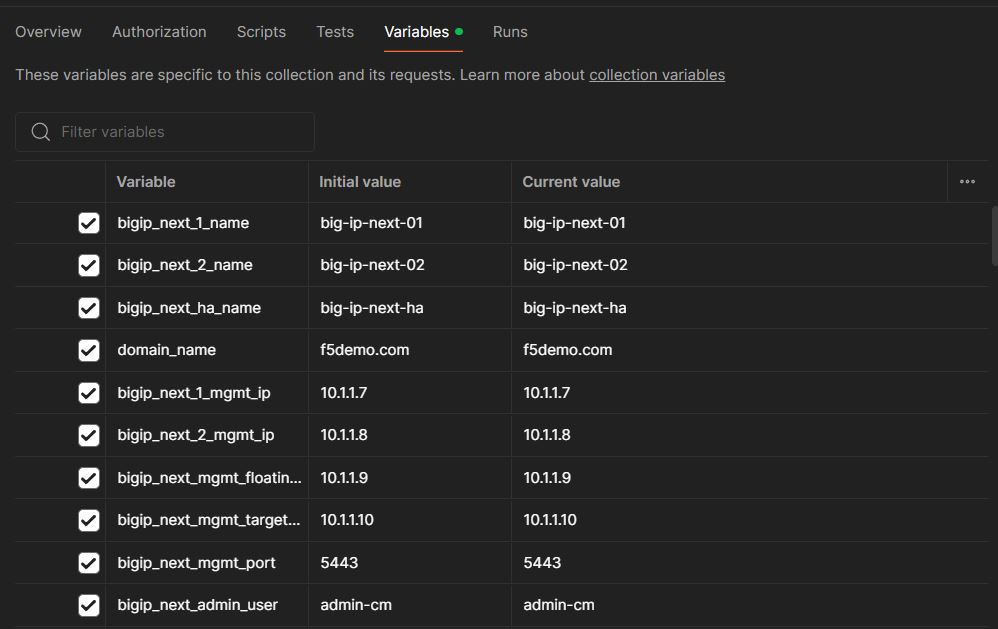 Overview Authorization Scripts Tests Variables Runs
These variables are specific to this collection and its requests. Learn more about collection variables
Filter variables
Variable Initial value Current value
bigip_next_1_name big-ip-next-01 big-ip-next-01
bigip_next_2_name big-ip-next-02 big-ip-next-02
bigip_next_ha_name big-ip-next-ha big-ip-next-ha
domain_name f5demo.com f5demo.com
bigip_next_1_mgmt_ip 10.1.1.7 10.1.1.7
bigip_next_2_mgmt_ip 10.1.1.8 10.1.1.8
bigip_next_mgmt_floatin... 10.1.1.9 10.1.1.9
bigip_next_mgmt_target... 10.1.1.10 10.1.1.10
bigip_next_mgmt_port 5443 5443
bigip_next_admin_user admin-cm admin-cm